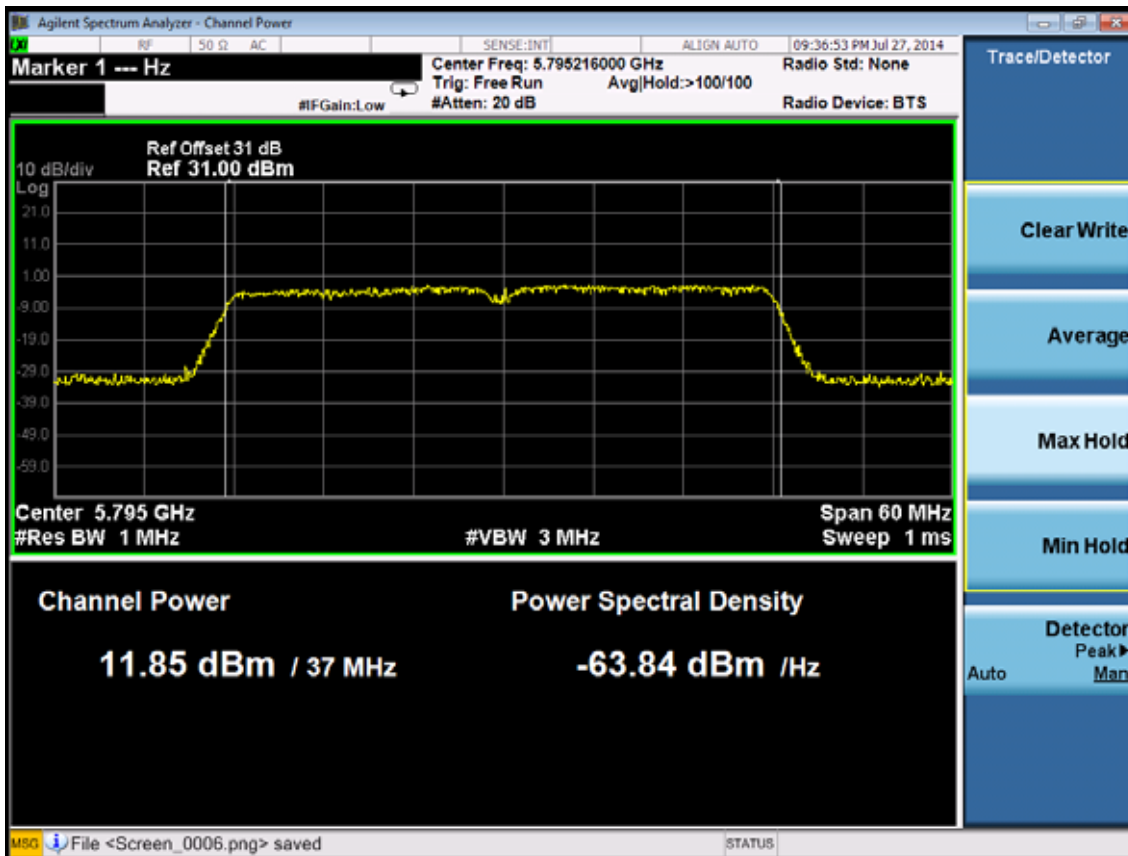 Agilent Spectrum Analyzer - Channel Power
RF 50 Ω AC SENSE:INT ALIGN AUTO 09:36:53 PM Jul 27, 2014
Marker 1 --- Hz
Center Freq: 5.795216000 GHz
Radio Std: None
Trig: Free Run Avg|Hold:>100/100
#IFGain:Low
#Atten: 20 dB
Radio Device: BTS
Ref Offset 31 dB
10 dB/div Ref 31.00 dBm
Log
21.0
11.0
1.00
-9.00
-19.0
-29.0
-39.0
-49.0
-59.0
Center 5.795 GHz Span 60 MHz
#Res BW 1 MHz #VBW 3 MHz Sweep 1 ms
Channel Power Power Spectral Density
11.85 dBm / 37 MHz -63.84 dBm /Hz
Trace/Detector
Clear Write
Average
Max Hold
Min Hold
Detector
Peak▶
Auto Man
MSG File <Screen_0006.png> saved STATUS